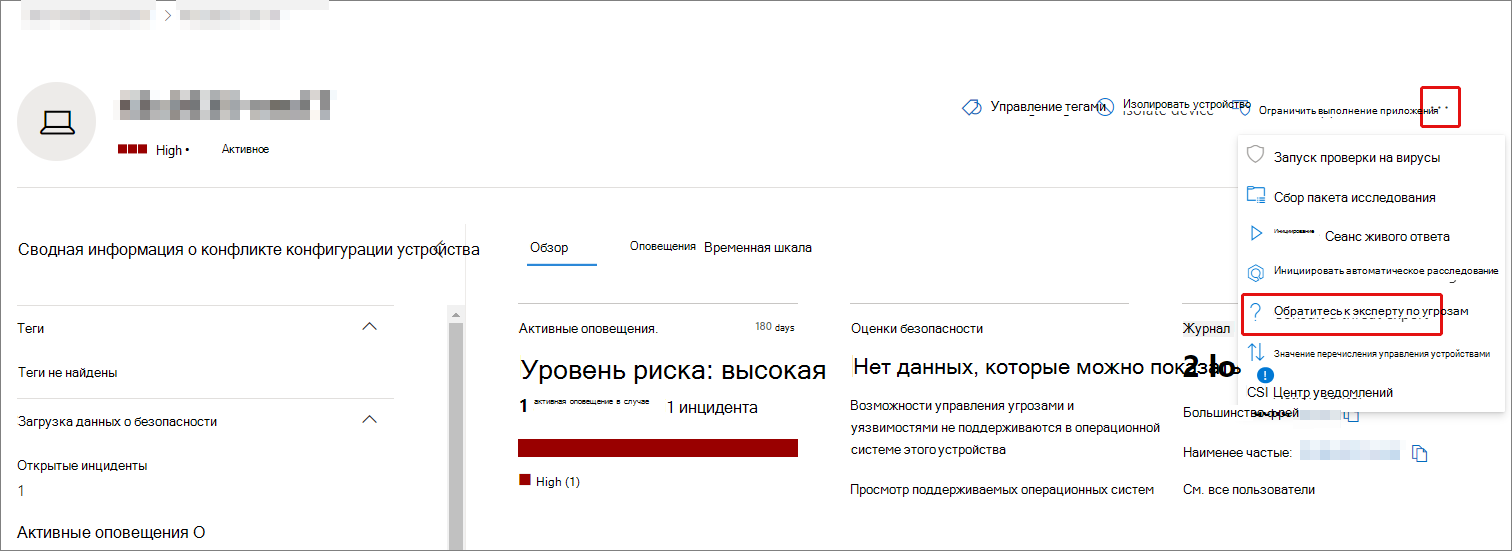 Управление тегами
Изолировать устройство
Ограничить выполнение приложения
...
High •
Активное
Запуск проверки на вирусы
Сбор пакета исследования
Инициирование
Сеанс живого ответа
Инициировать автоматическое расследование
Обратитесь к эксперту по угрозам
Значение перечисления управления устройствами
CSI Центр уведомлений
Сводная информация о конфликте конфигурации устройства
Обзор
Оповещения
Временная шкала
Теги
Теги не найдены
Загрузка данных о безопасности
Открытые инциденты
1
Активные оповещения О
Активные оповещения.
180 days
Уровень риска: высокая
1 активная оповещение в случае
1 инцидента
High (1)
Оценки безопасности
Нет данных, которые можно показать
Возможности управления угрозами и
уязвимостями не поддерживаются в операционной
системе этого устройства
Просмотр поддерживаемых операционных систем
Журнал
2 lo
Наименее частые:
См. все пользователи